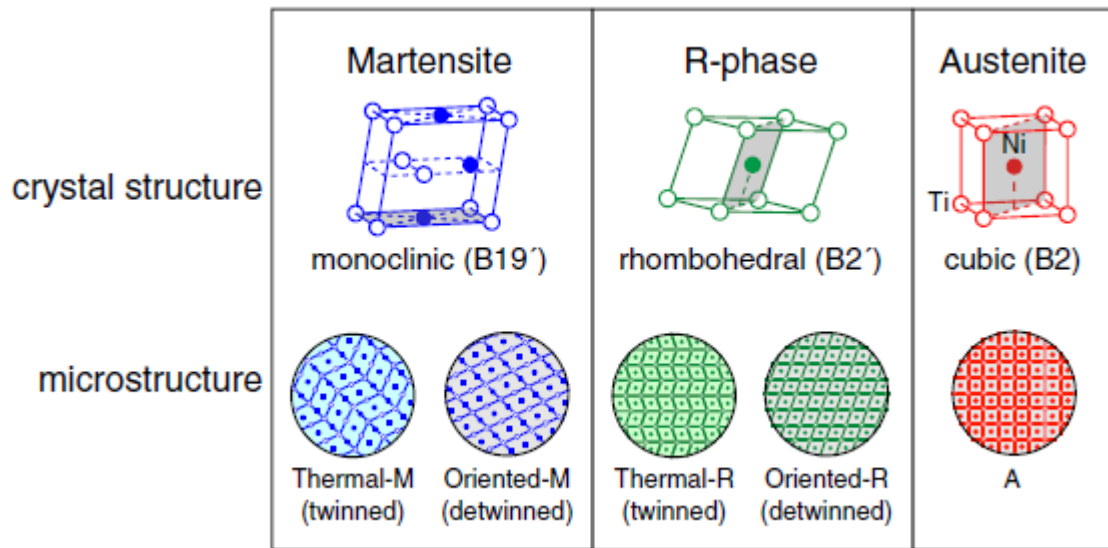 Martensite
R-phase
Austenite
crystal structure
Ni
Ti
monoclinic (B19´)
rhombohedral (B2´)
cubic (B2)
microstructure
Thermal-M
(twinned)
Oriented-M
(detwinned)
Thermal-R
(twinned)
Oriented-R
(detwinned)
A